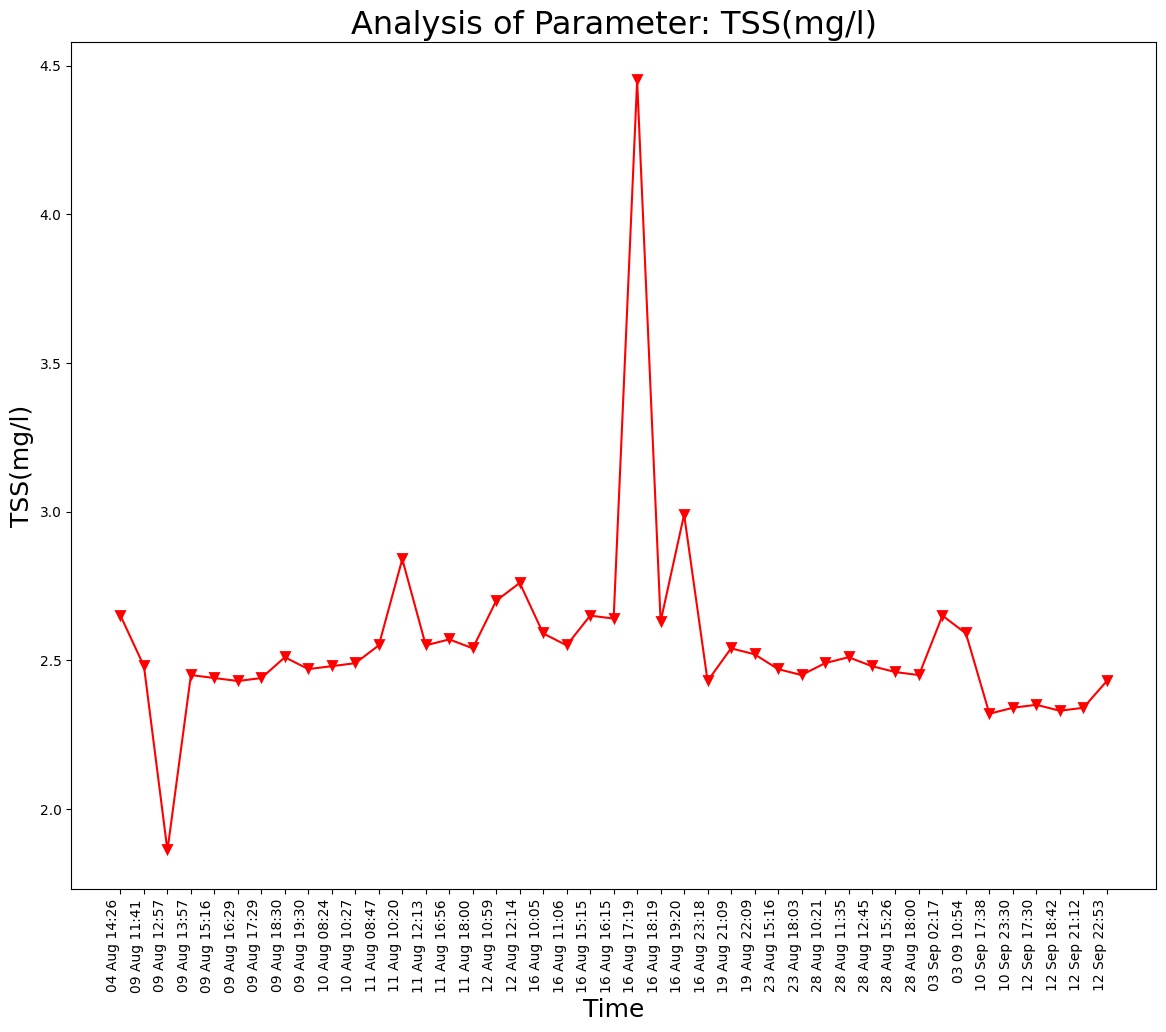 Analysis of Parameter: TSS(mg/l)
TSS(mg/l)
4.5
4.0
3.5
3.0
2.5
2.0
04 Aug 14:26
09 Aug 11:41
09 Aug 12:57
09 Aug 13:57
09 Aug 15:16
09 Aug 16:29
09 Aug 17:29
09 Aug 18:30
09 Aug 19:30
10 Aug 08:24
10 Aug 10:27
11 Aug 08:47
11 Aug 10:20
11 Aug 12:13
11 Aug 16:56
11 Aug 18:00
12 Aug 10:59
12 Aug 12:14
16 Aug 10:05
16 Aug 11:06
16 Aug 15:15
16 Aug 16:15
16 Aug 17:19
16 Aug 18:19
16 Aug 19:20
16 Aug 23:18
19 Aug 21:09
19 Aug 22:09
23 Aug 15:16
23 Aug 18:03
28 Aug 10:21
28 Aug 11:35
28 Aug 12:45
28 Aug 15:26
28 Aug 18:00
03 Sep 02:17
03 09 10:54
10 Sep 17:38
10 Sep 23:30
12 Sep 17:30
12 Sep 18:42
12 Sep 21:12
12 Sep 22:53
Time